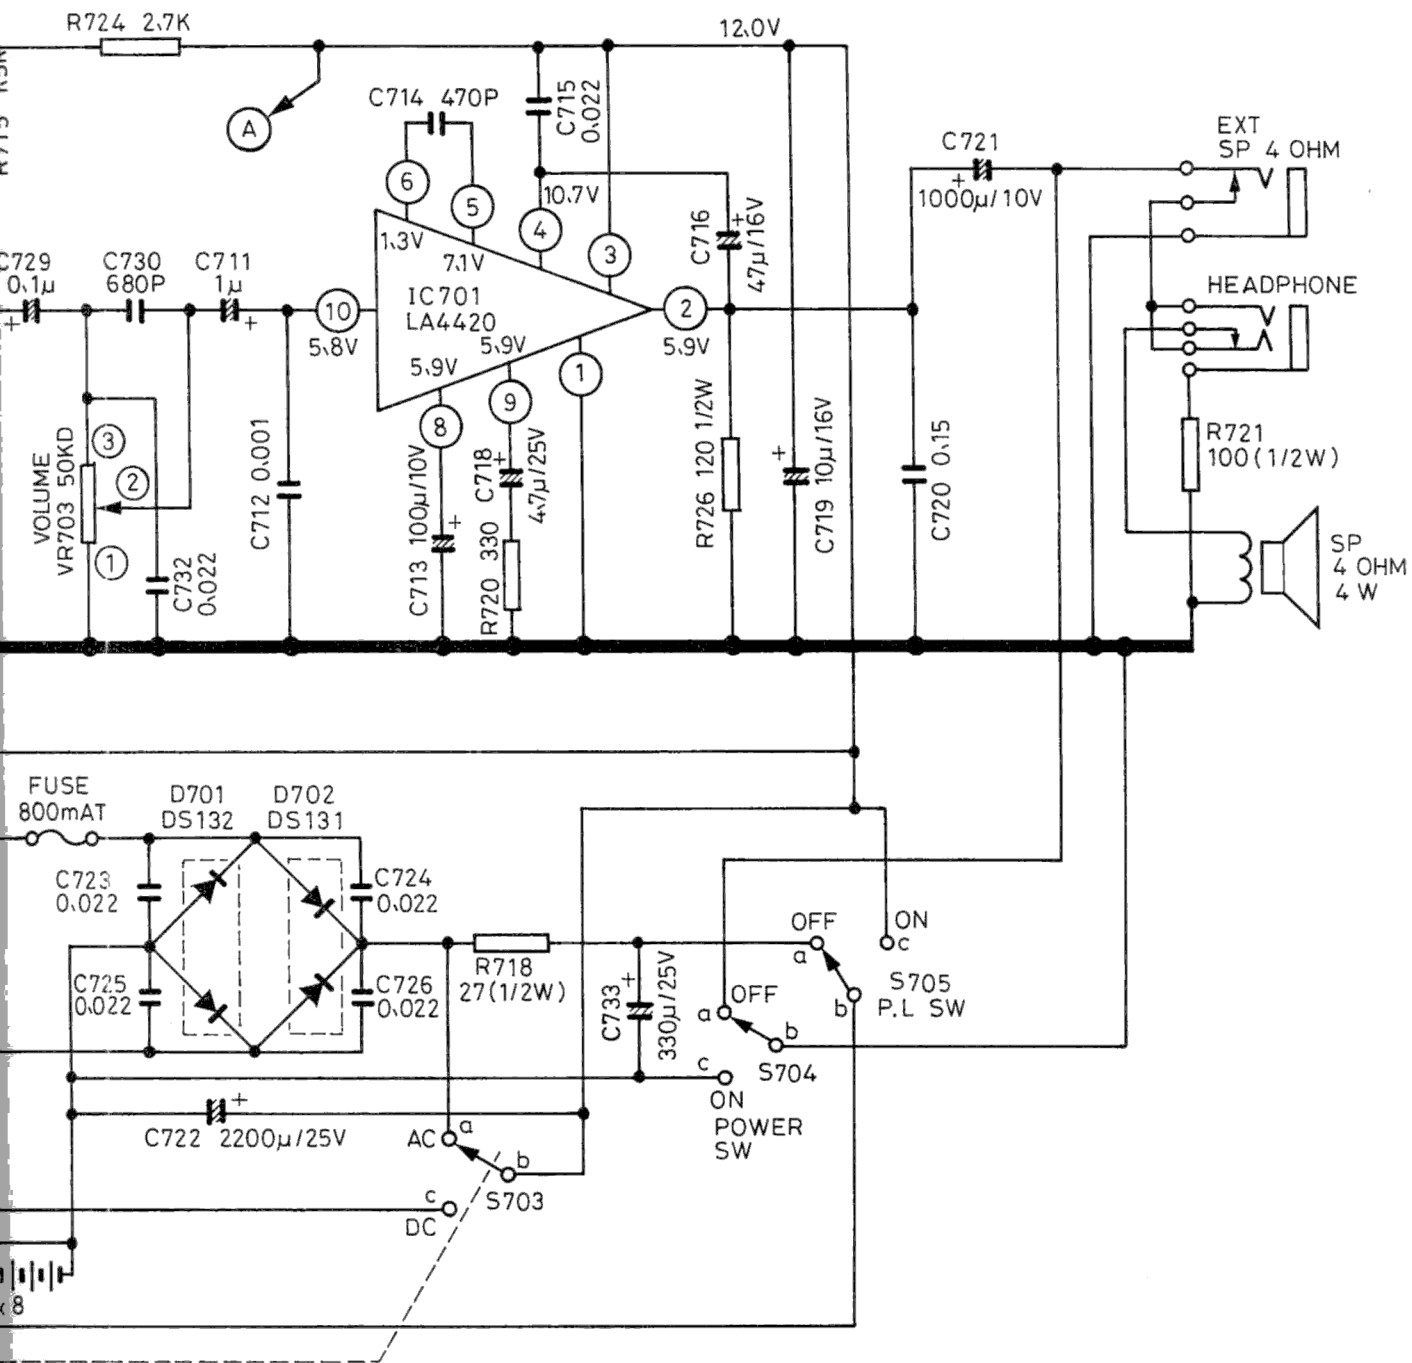 R724 2.7K
12.0V
A
C714 470P
C715
0.022
6
5
4
3
10.7V
1.3V
7.1V
C716
47μ/16V
C721
+
1000μ/10V
EXT
SP 4 OHM
HEADPHONE
C729
0.1μ
+
C730
680P
C711
1μ
+
10
5.8V
IC701
LA4420
5.9V
5.9V
2
5.9V
1
8
9
VOLUME
VR703 50KD
3
2
1
C732
0.022
C712 0.001
C713 100μ/10V
+
C718
4.7μ/25V
+
R720 330
R726 120 1/2W
C719 10μ/16V
+
C720 0.15
R721
100(1/2W)
SP
4 OHM
4 W
FUSE
800mAT
D701
DS132
D702
DS131
C723
0.022
C724
0.022
C725
0.022
C726
0.022
R718
27(1/2W)
C733
330μ/25V
+
OFF
a
ON
c
b
S705
P.L SW
OFF
a
b
S704
c
ON
POWER
SW
C722 2200μ/25V
+
AC
a
b
S703
c
DC
x 8